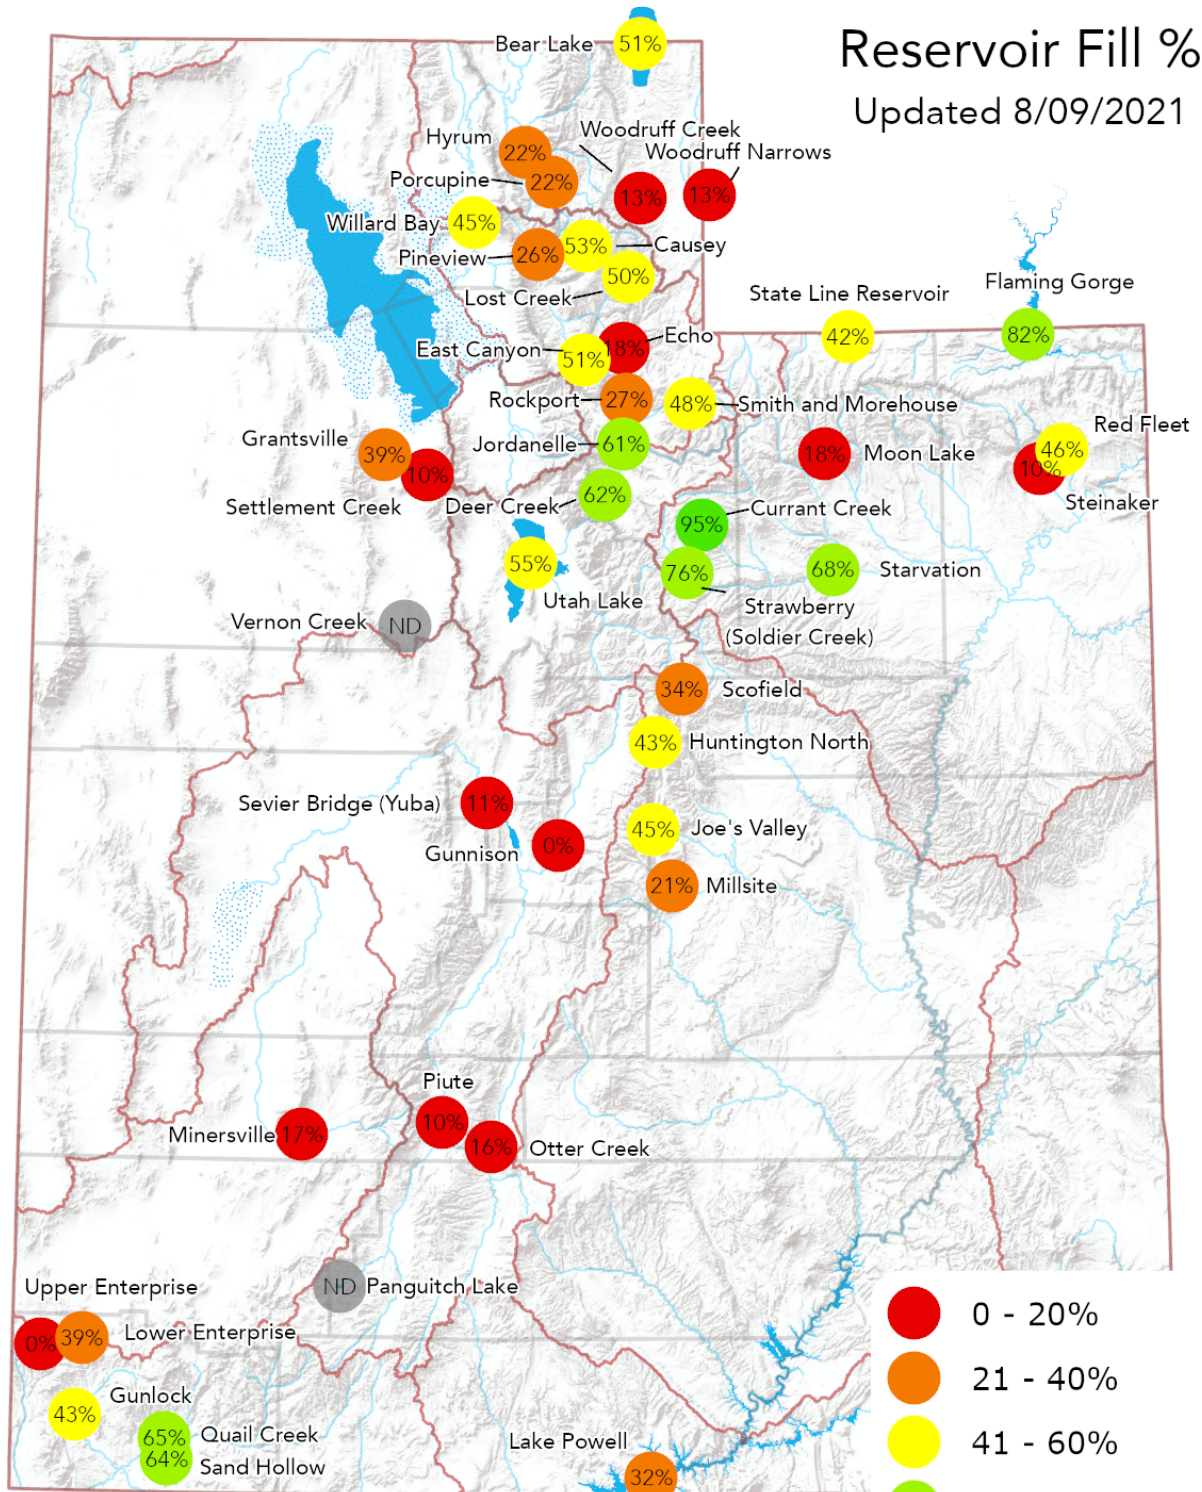 Reservoir Fill %
Updated 8/09/2021
Bear Lake
51%
Hyrum
22%
Woodruff Creek
13%
Woodruff Narrows
13%
Porcupine
22%
Willard Bay
45%
Causey
53%
Pineview
26%
Lost Creek
50%
State Line Reservoir
42%
Flaming Gorge
82%
Echo
18%
East Canyon
51%
Rockport
27%
Smith and Morehouse
48%
Jordanelle
61%
Grantsville
39%
Settlement Creek
10%
Moon Lake
18%
Red Fleet
46%
Steinaker
10%
Deer Creek
62%
Currant Creek
95%
Utah Lake
55%
Strawberry
(Soldier Creek)
76%
Starvation
68%
Vernon Creek
ND
Scofield
34%
Huntington North
43%
Sevier Bridge (Yuba)
11%
Gunnison
0%
Joe's Valley
45%
Millsite
21%
Piute
10%
Minersville
17%
Otter Creek
16%
Panguitch Lake
ND
Upper Enterprise
0%
Lower Enterprise
39%
Gunlock
43%
Quail Creek
65%
Sand Hollow
64%
Lake Powell
32%
0 - 20%
21 - 40%
41 - 60%